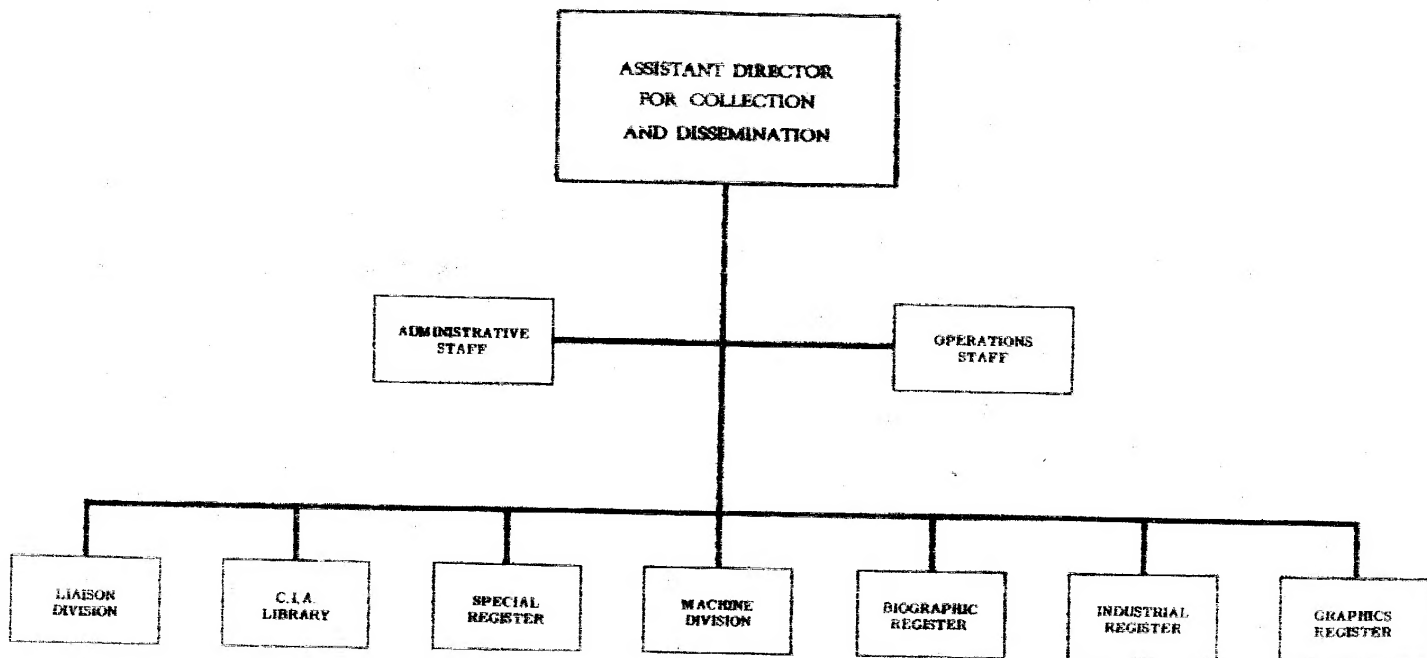 ASSISTANT DIRECTOR
FOR COLLECTION
AND DISSEMINATION
ADMINISTRATIVE
STAFF
OPERATIONS
STAFF
LIAISON
DIVISION
C.I.A.
LIBRARY
SPECIAL
REGISTER
MACHINE
DIVISION
BIOGRAPHIC
REGISTER
INDUSTRIAL
REGISTER
GRAPHICS
REGISTER